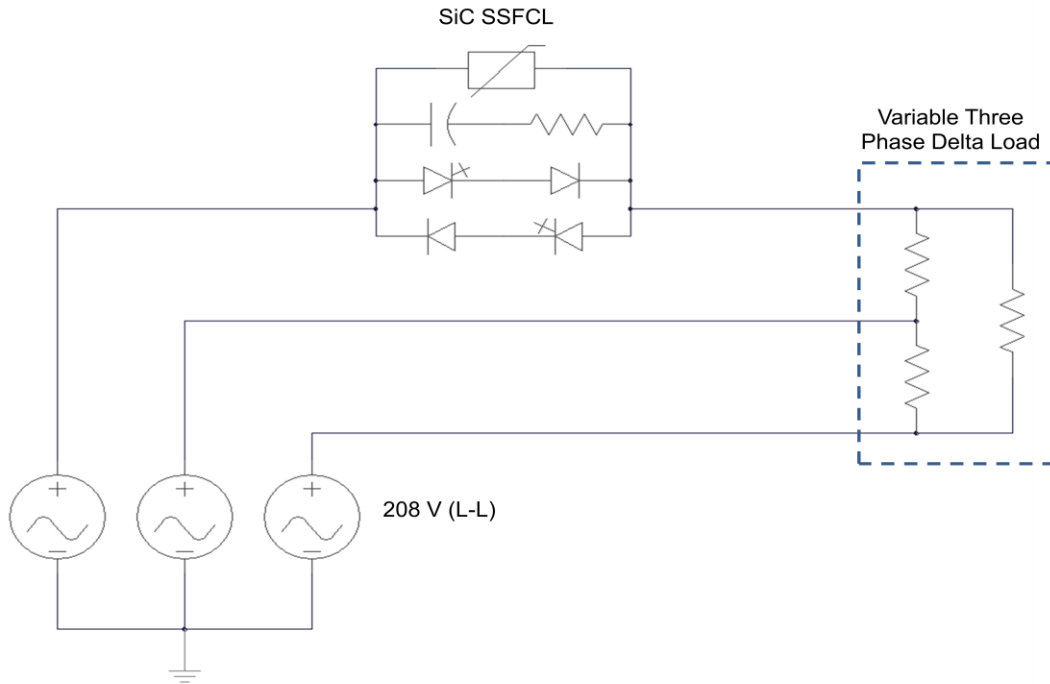 SiC SSFCL
Variable Three
Phase Delta Load
208 V (L-L)